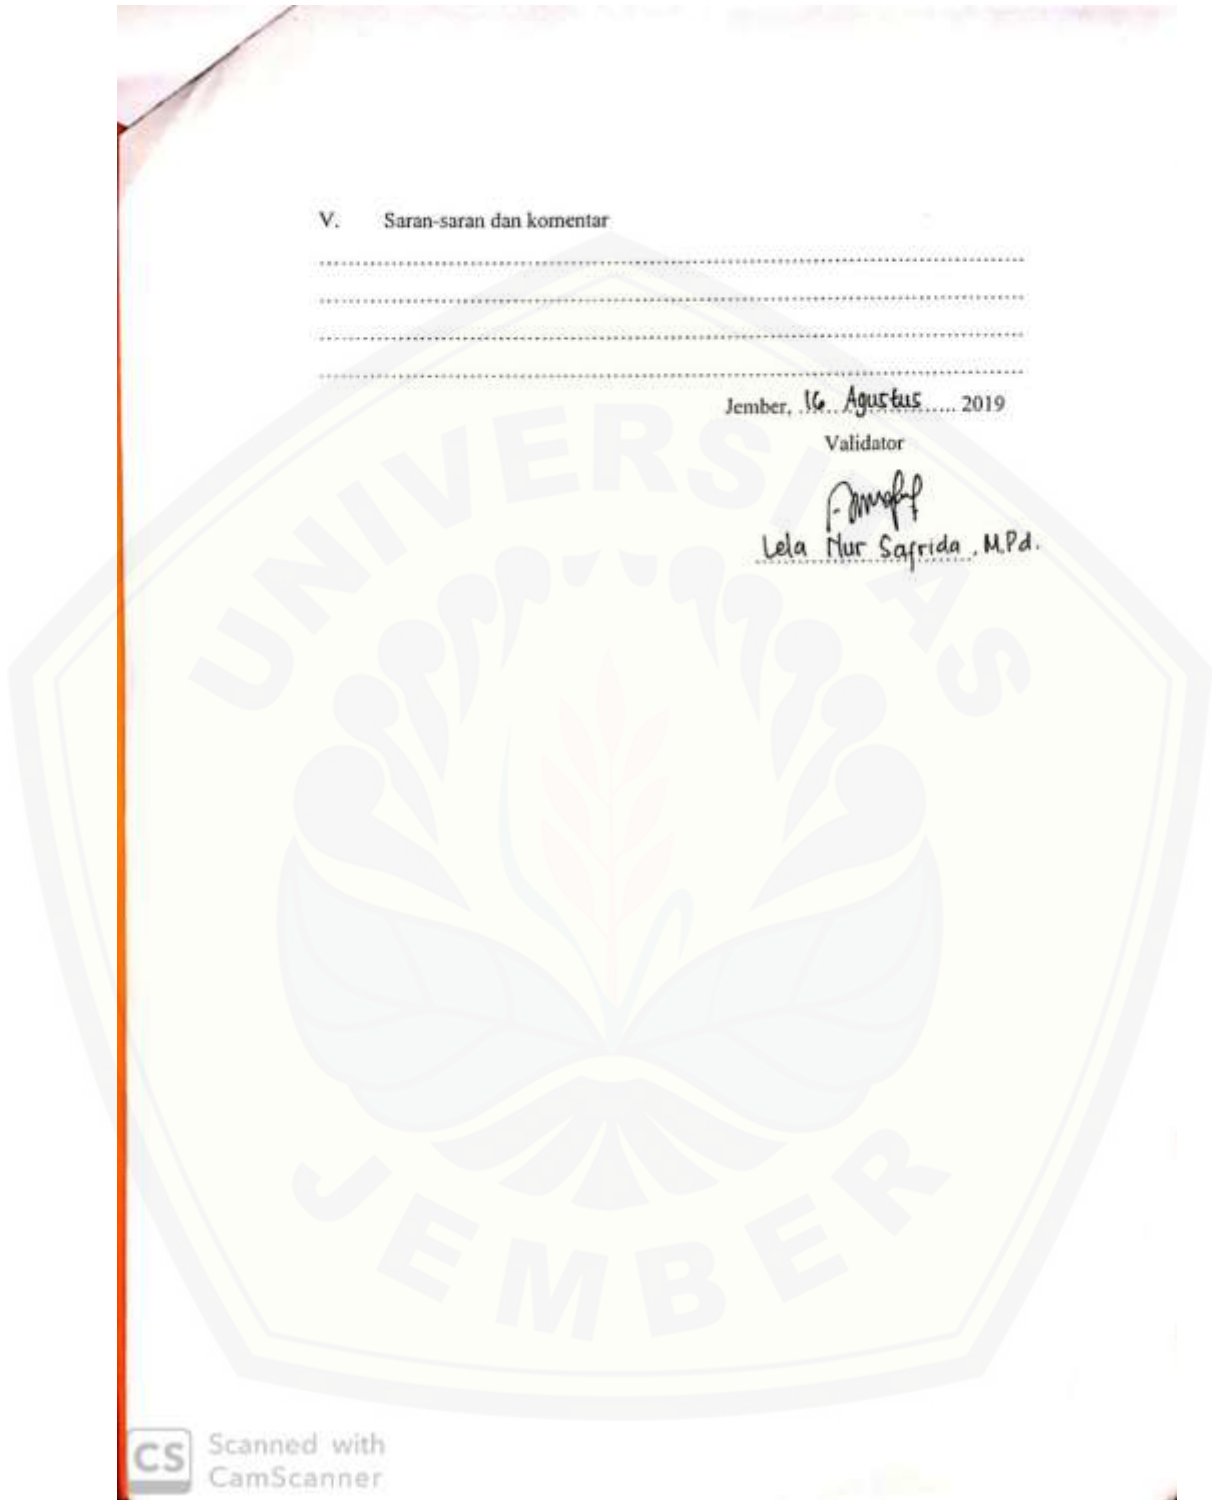 V. Saran-saran dan komentar
................................................................
................................................................
................................................................
................................................................
Jember, 16 Agustus ..... 2019
Validator
Lela Nur Safrida, M.Pd.
UNIVERSITAS
JEMBER
CS Scanned with
CamScanner